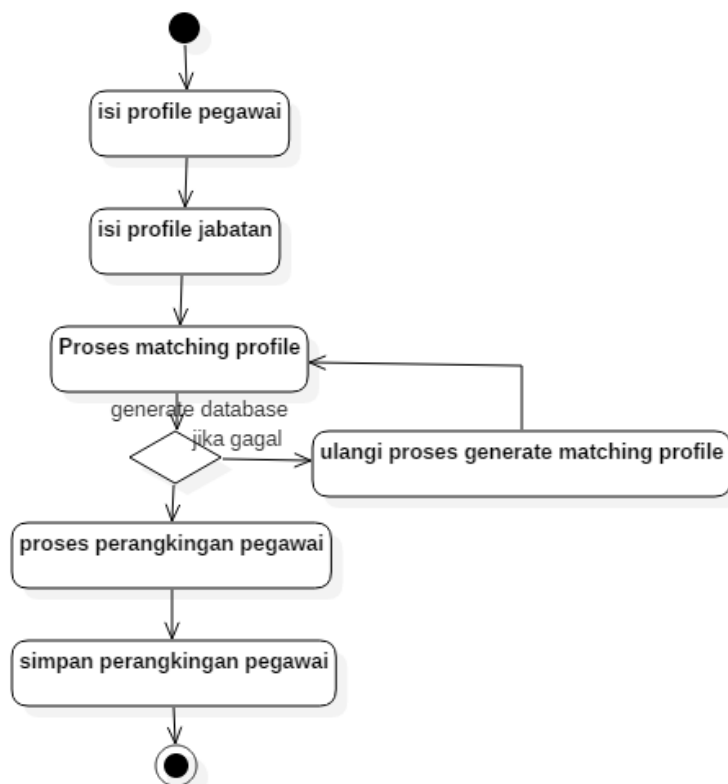 isi profile pegawai
isi profile jabatan
Proses matching profile
generate database
jika gagal
ulangi proses generate matching profile
proses perangkingan pegawai
simpan perangkingan pegawai